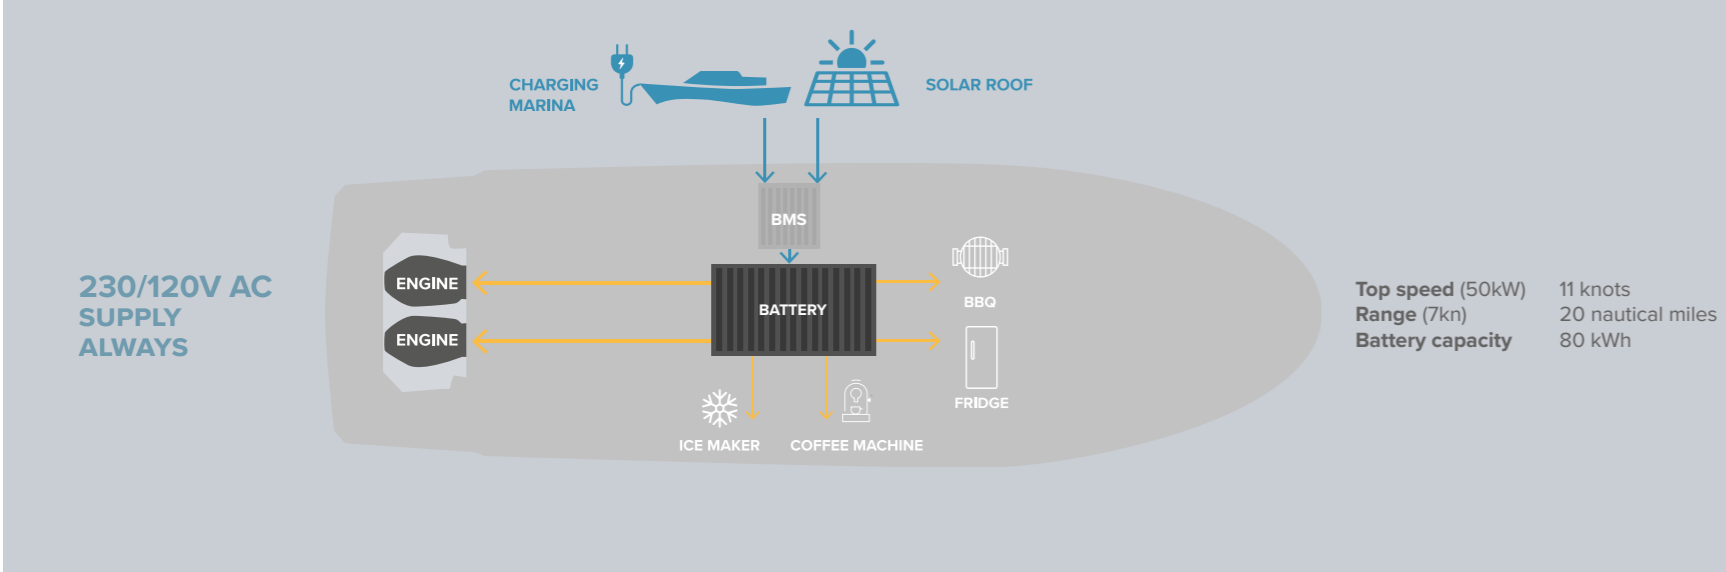 CHARGING
MARINA
SOLAR ROOF
BMS
230/120V AC
SUPPLY
ALWAYS
ENGINE
ENGINE
BATTERY
BBQ
FRIDGE
ICE MAKER
COFFEE MACHINE
Top speed (50kW) 11 knots
Range (7kn) 20 nautical miles
Battery capacity 80 kWh